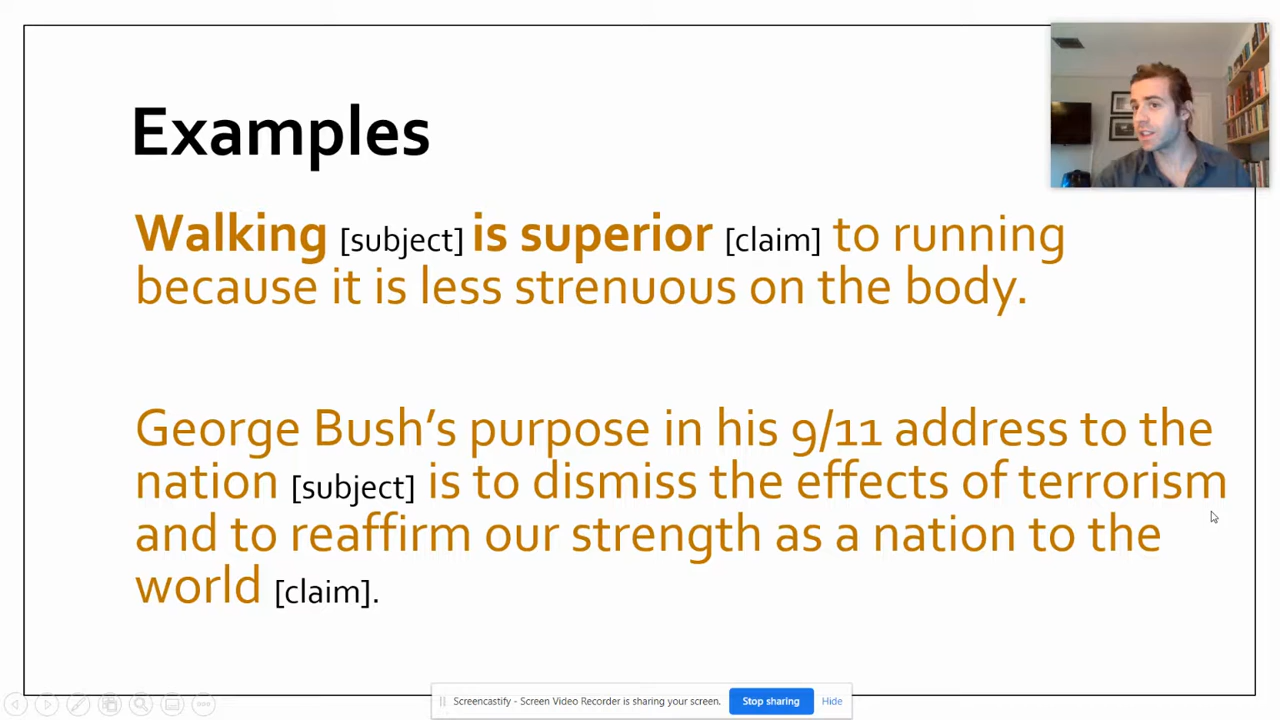 Examples
Walking [subject] is superior [claim] to running
because it is less strenuous on the body.
George Bush’s purpose in his 9/11 address to the
nation [subject] is to dismiss the effects of terrorism
and to reaffirm our strength as a nation to the
world [claim].
Screencastify - Screen Video Recorder is sharing your screen. Stop sharing Hide